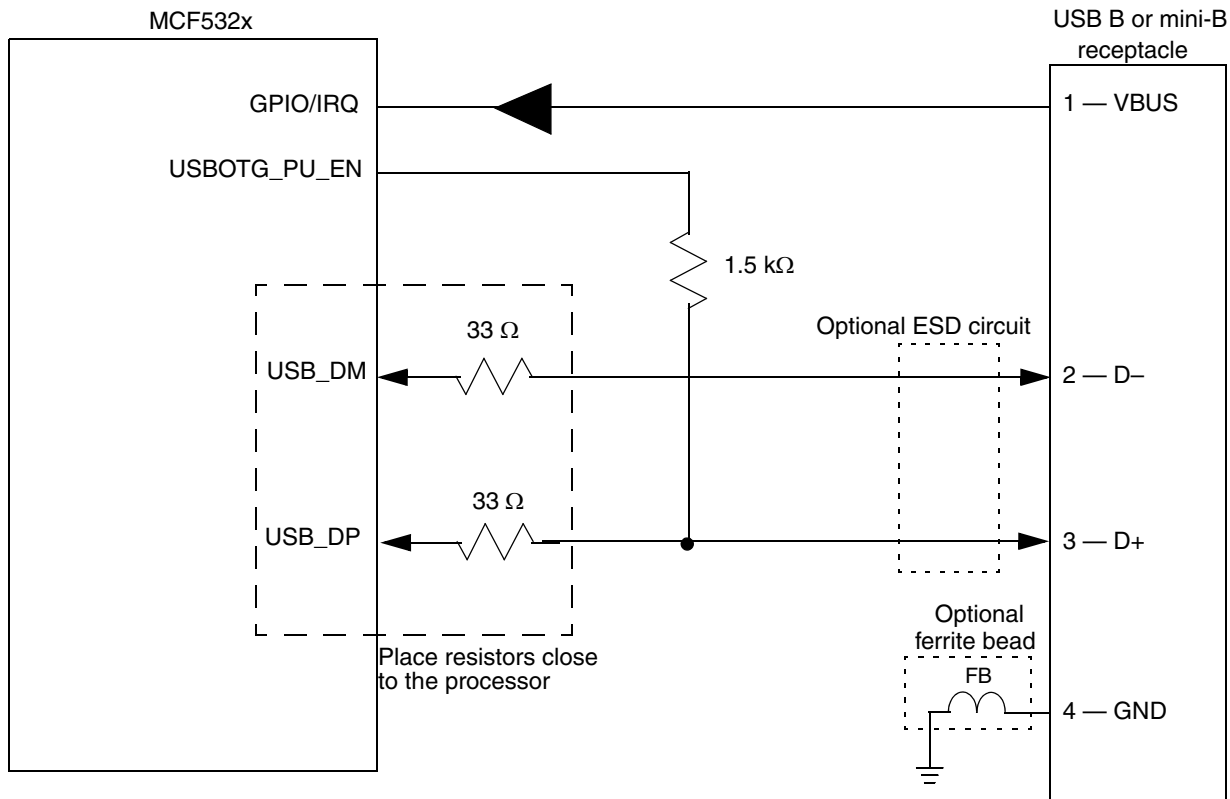 MCF532x
USB B or mini-B
receptacle
GPIO/IRQ
1 — VBUS
USBOTG_PU_EN
1.5 kΩ
Optional ESD circuit
33 Ω
USB_DM
2 — D–
33 Ω
USB_DP
3 — D+
Place resistors close
to the processor
Optional
ferrite bead
FB
4 — GND